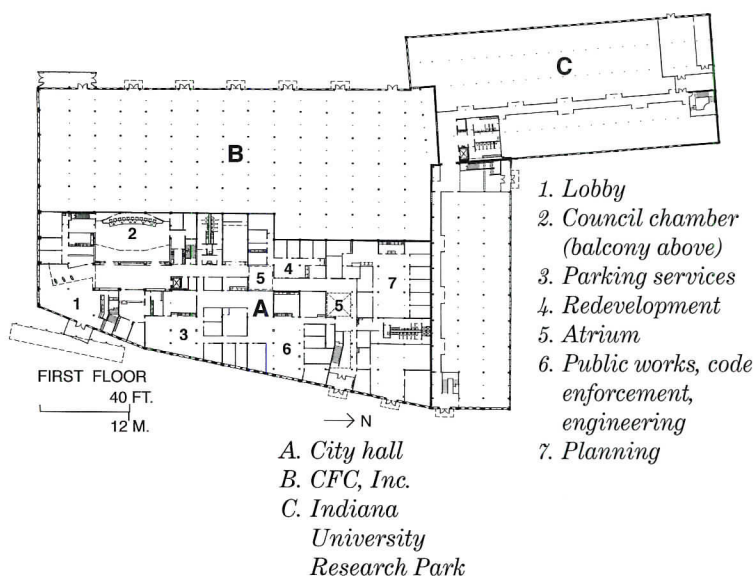 C
B
2
4
5
7
A
5
1
3
6
FIRST FLOOR
40 FT.
12 M.
N
1. Lobby
2. Council chamber
(balcony above)
3. Parking services
4. Redevelopment
5. Atrium
6. Public works, code
enforcement,
engineering
7. Planning
A. City hall
B. CFC, Inc.
C. Indiana
University
Research Park